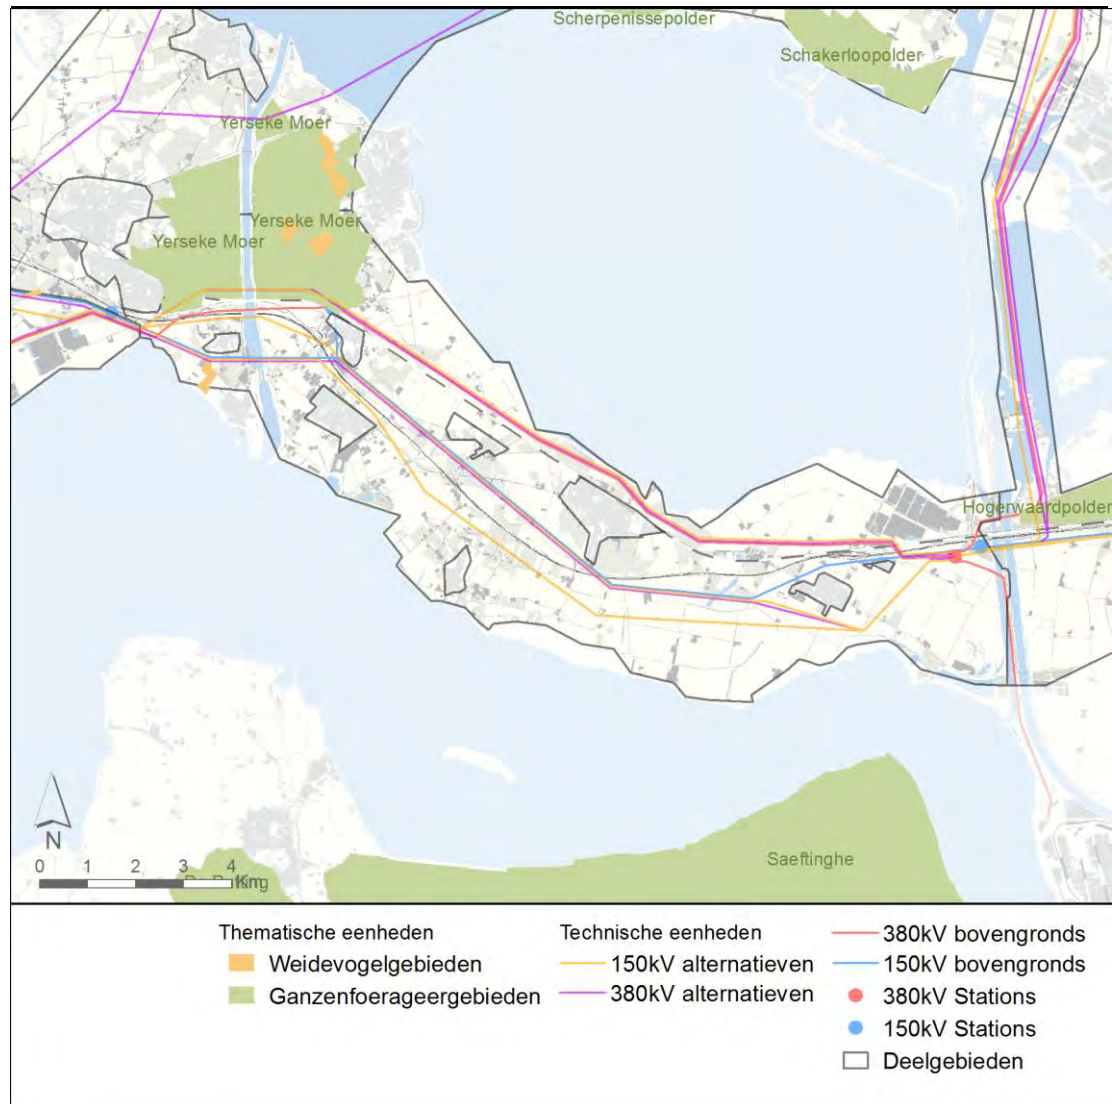 Scherpenissepolder
Schakerloopolder
Yerseke Moer
Yerseke Moer
Yerseke Moer
Hogerwaardpolder
Saeftinghe
N
0 1 2 3 4
Km
Thematische eenheden
Weidevogelgebieden
Ganzenfoerageergebieden
Technische eenheden
150kV alternatieven
380kV alternatieven
380kV bovengronds
150kV bovengronds
380kV Stations
150kV Stations
Deelgebieden